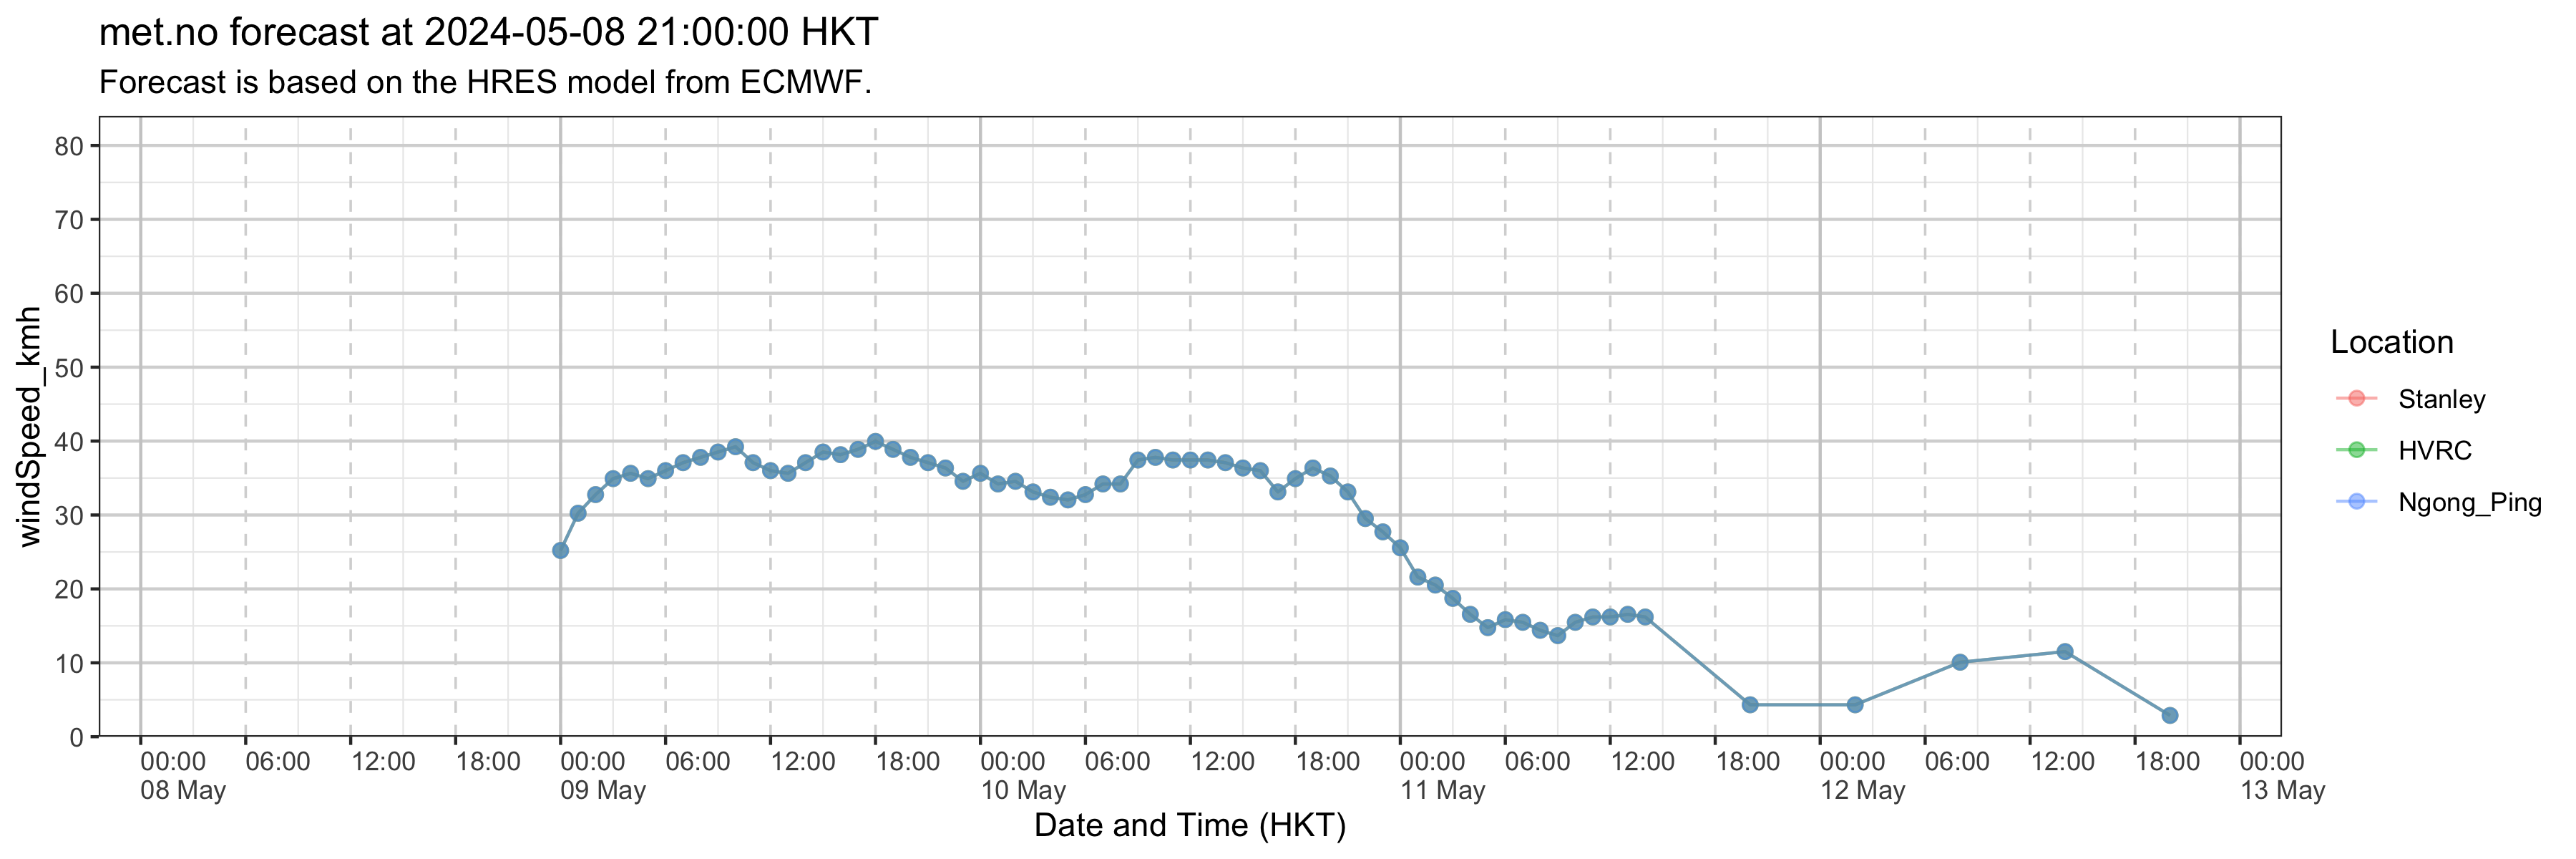 met.no forecast at 2024-05-08 21:00:00 HKT
Forecast is based on the HRES model from ECMWF.
windSpeed_kmh
80
70
60
50
40
30
20
10
0
00:00 06:00 12:00 18:00 00:00 06:00 12:00 18:00 00:00 06:00 12:00 18:00 00:00 06:00 12:00 18:00 00:00 06:00 12:00 18:00 00:00
08 May 09 May 10 May 11 May 12 May 13 May
Date and Time (HKT)
Location
Stanley
HVRC
Ngong_Ping